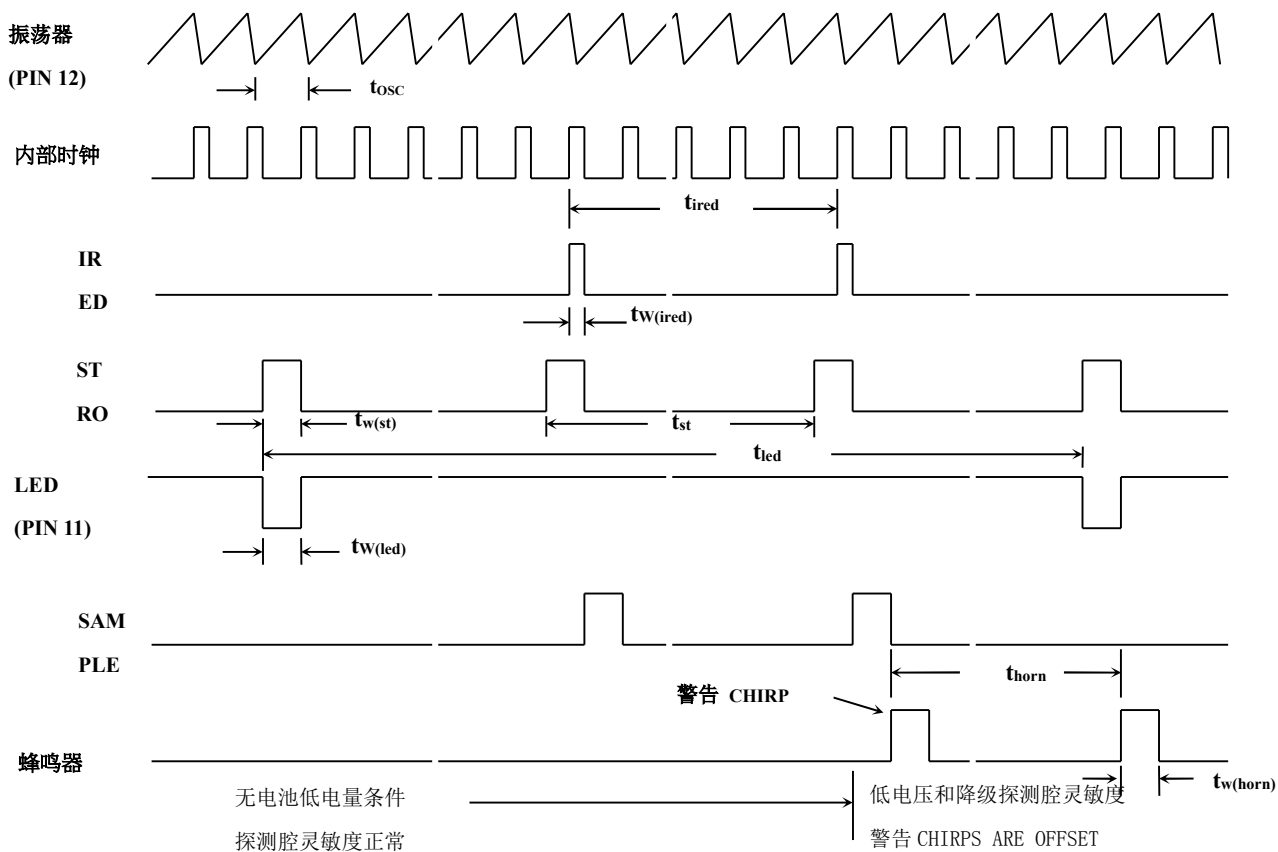 振荡器
(PIN 12)
tOSC
内部时钟
tired
IR
ED
tW(ired)
ST
RO
tw(st)
tst
tled
LED
(PIN 11)
tW(led)
SAM
PLE
thorn
警告 CHIRP
蜂鸣器
tw(horn)
无电池低电量条件
探测腔灵敏度正常
低电压和降级探测腔灵敏度
警告 CHIRPS ARE OFFSET